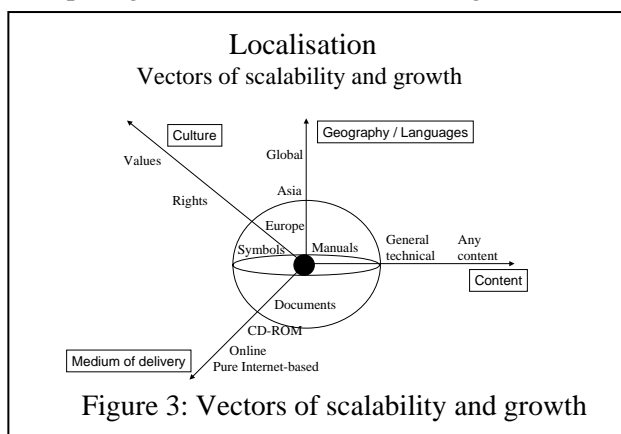 Localisation
Vectors of scalability and growth
Culture
Geography / Languages
Values
Global
Rights
Asia
Europe
Symbols
Manuals
General
technical
Any
content
Content
Documents
CD-ROM
Online
Pure Internet-based
Medium of delivery
Figure 3: Vectors of scalability and growth